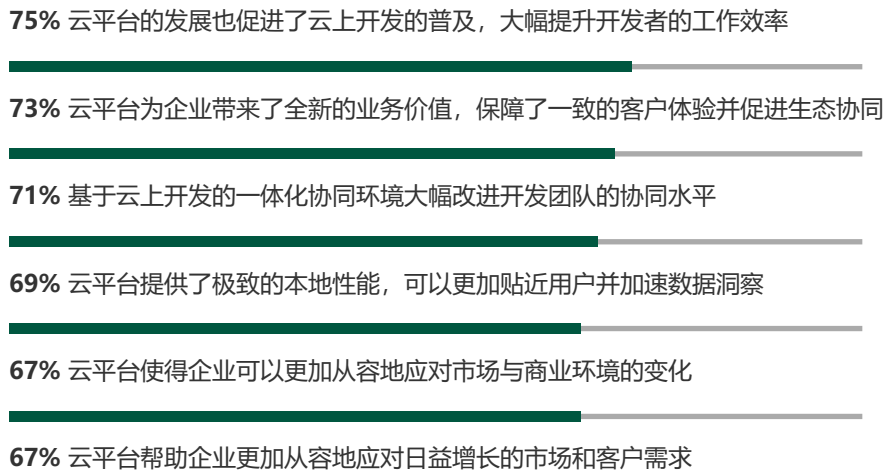 75% 云平台的发展也促进了云上开发的普及，大幅提升开发者的工作效率
73% 云平台为企业带来了全新的业务价值，保障了一致的客户体验并促进生态协同
71% 基于云上开发的一体化协同环境大幅改进开发团队的协同水平
69% 云平台提供了极致的本地性能，可以更加贴近用户并加速数据洞察
67% 云平台使得企业可以更加从容地应对市场与商业环境的变化
67% 云平台帮助企业更加从容地应对日益增长的市场和客户需求